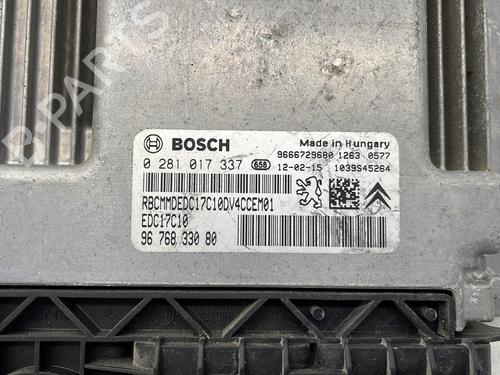 BOSCH
Made in Hungary
0 281 017 337 658
9666729680 1263 0577
12-02-15 1039S45264
RBCMMDEDC17C10DV4CCEM01
EDC17C10
96 768 330 80